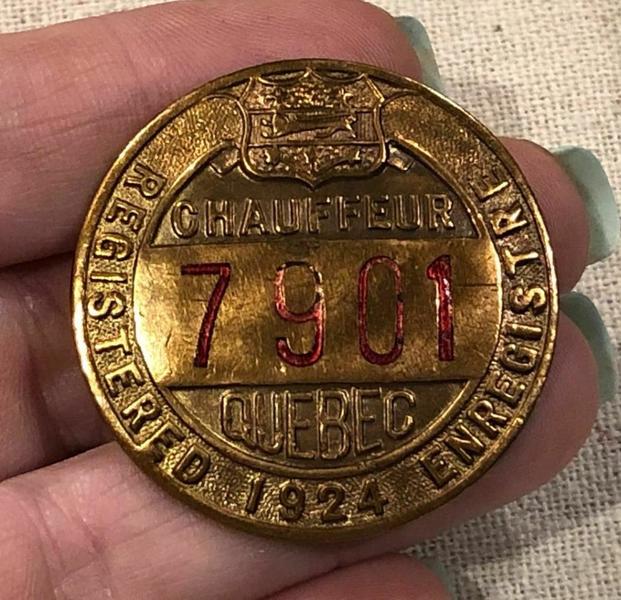 CHAUFFEUR
7901
QUEBEC
REGISTERED 1924 ENREGISTRE